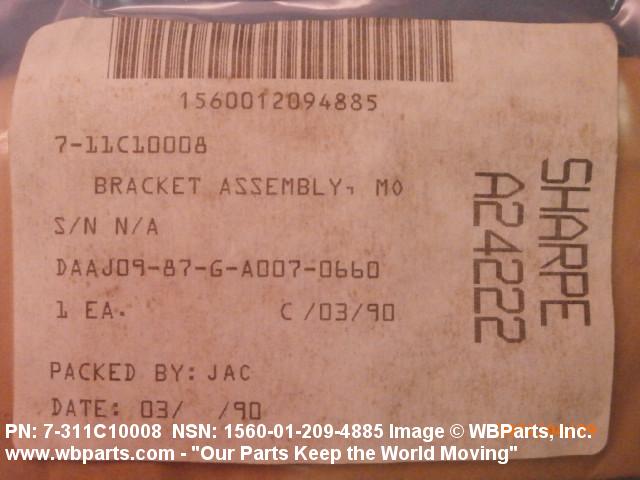 1560012094885
7-11C10008
BRACKET ASSEMBLY, MO
S/N N/A
DAAJ09-87-G-A007-0660
1 EA. C /03/90
PACKED BY: JAC
DATE: 03/ /90
SHARPE
A24222
PN: 7-311C10008 NSN: 1560-01-209-4885 Image © WBParts, Inc.
www.wbparts.com - "Our Parts Keep the World Moving"